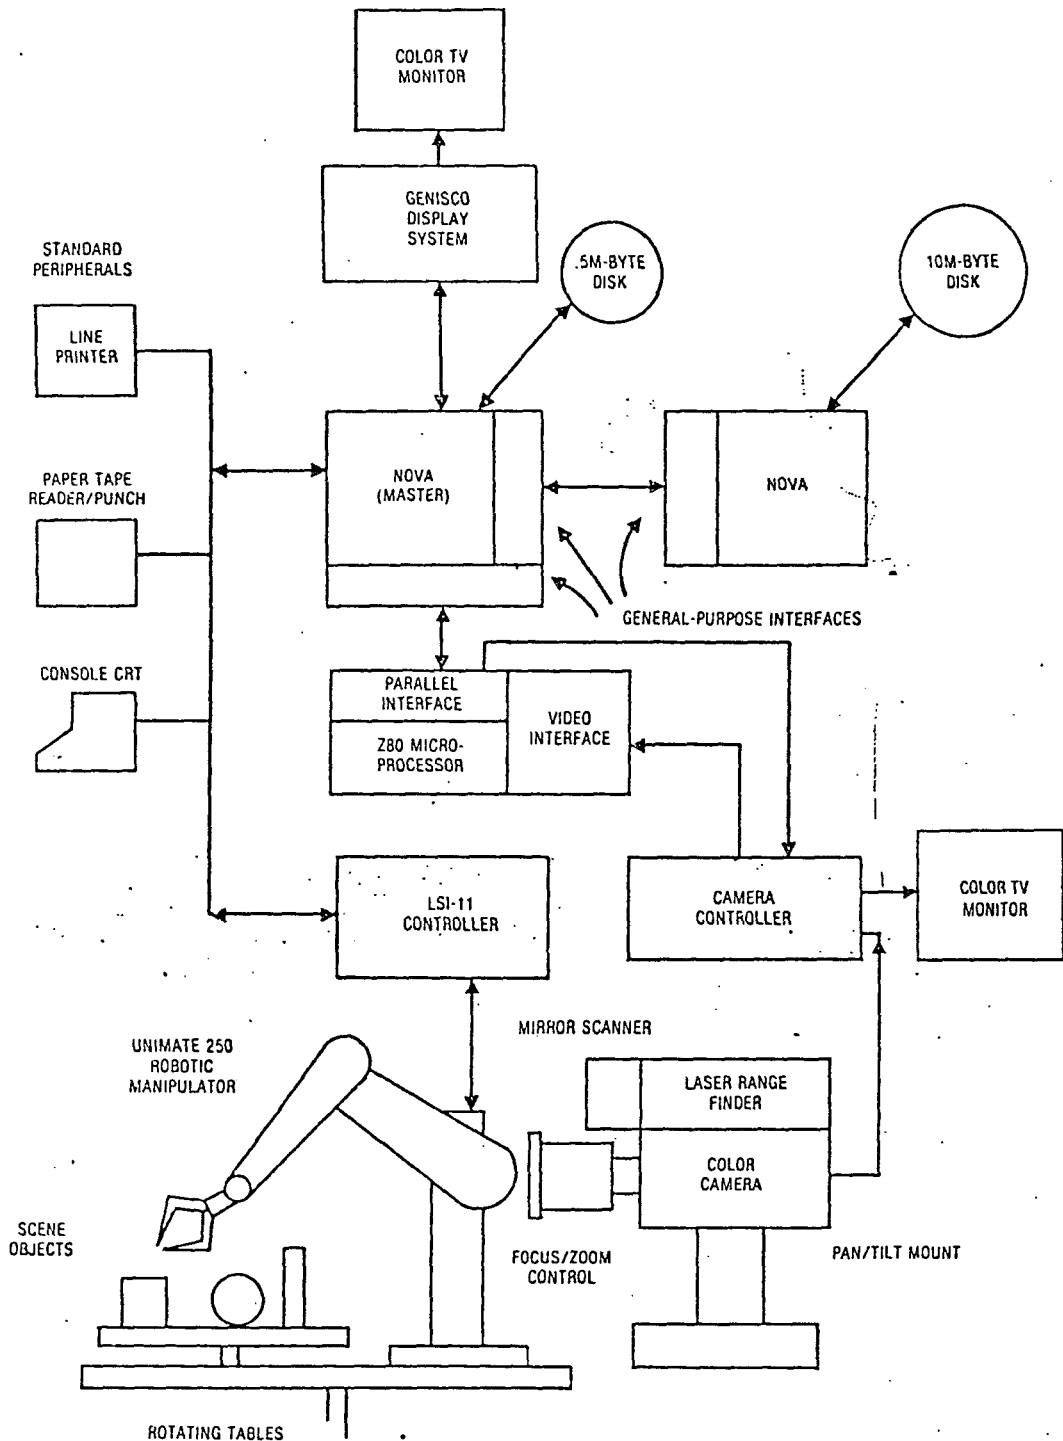 COLOR TV
MONITOR
GENISCO
DISPLAY
SYSTEM
.5M-BYTE
DISK
10M-BYTE
DISK
STANDARD
PERIPHERALS
LINE
PRINTER
PAPER TAPE
READER/PUNCH
NOVA
(MASTER)
NOVA
GENERAL-PURPOSE INTERFACES
CONSOLE CRT
PARALLEL
INTERFACE
VIDEO
INTERFACE
Z80 MICRO-
PROCESSOR
LSI-11
CONTROLLER
CAMERA
CONTROLLER
COLOR TV
MONITOR
MIRROR SCANNER
UNIMATE 250
ROBOTIC
MANIPULATOR
LASER RANGE
FINDER
COLOR
CAMERA
SCENE
OBJECTS
FOCUS/ZOOM
CONTROL
PAN/TILT MOUNT
ROTATING TABLES